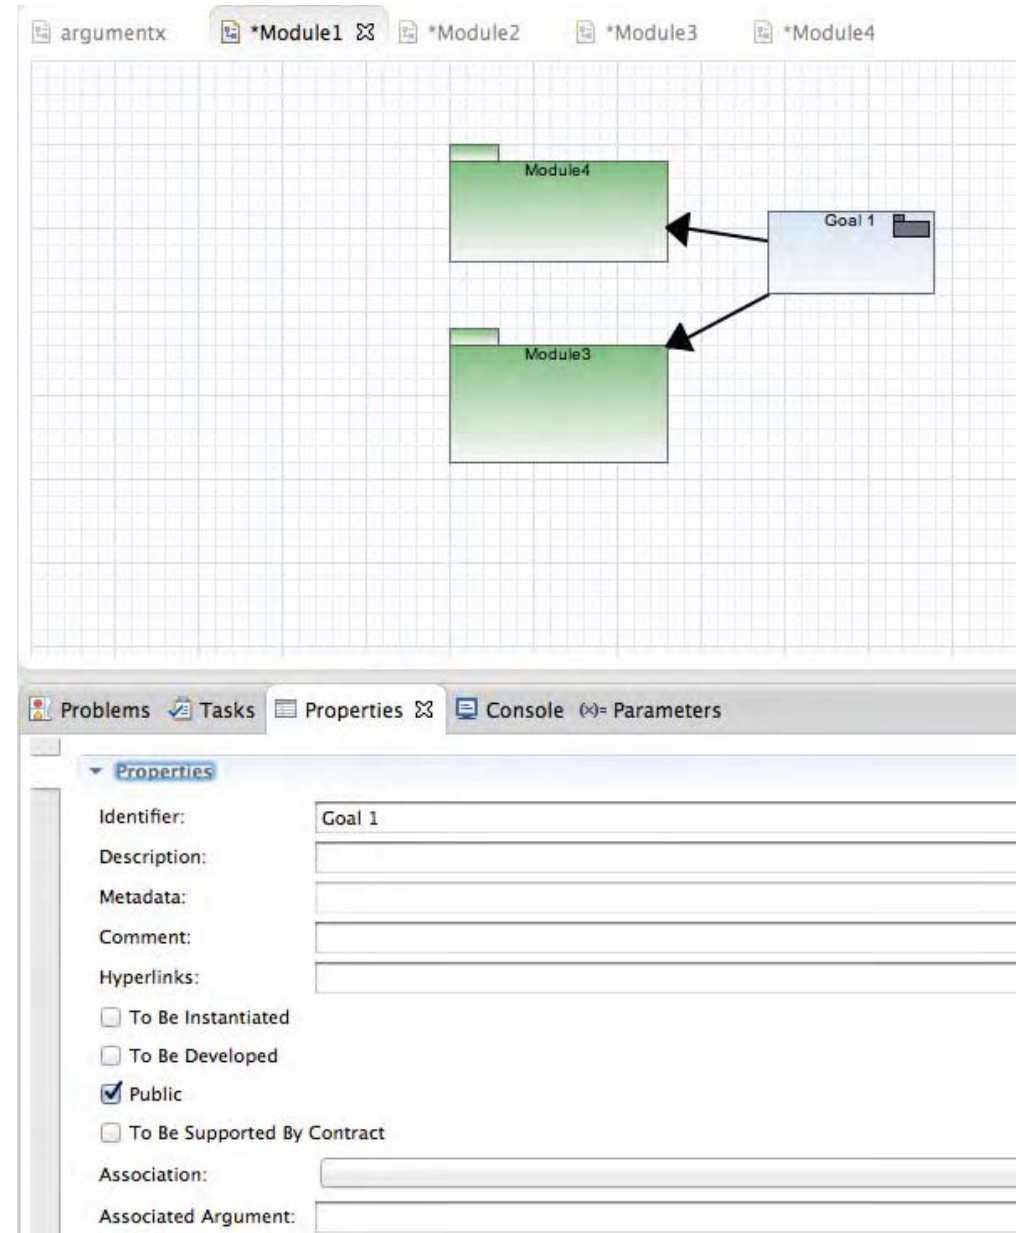 argumentx *Module1 *Module2 *Module3 *Module4
Module4
Goal 1
Module3
Problems Tasks Properties Console (x)= Parameters
Properties
Identifier: Goal 1
Description:
Metadata:
Comment:
Hyperlinks:
To Be Instantiated
To Be Developed
Public
To Be Supported By Contract
Association:
Associated Argument: